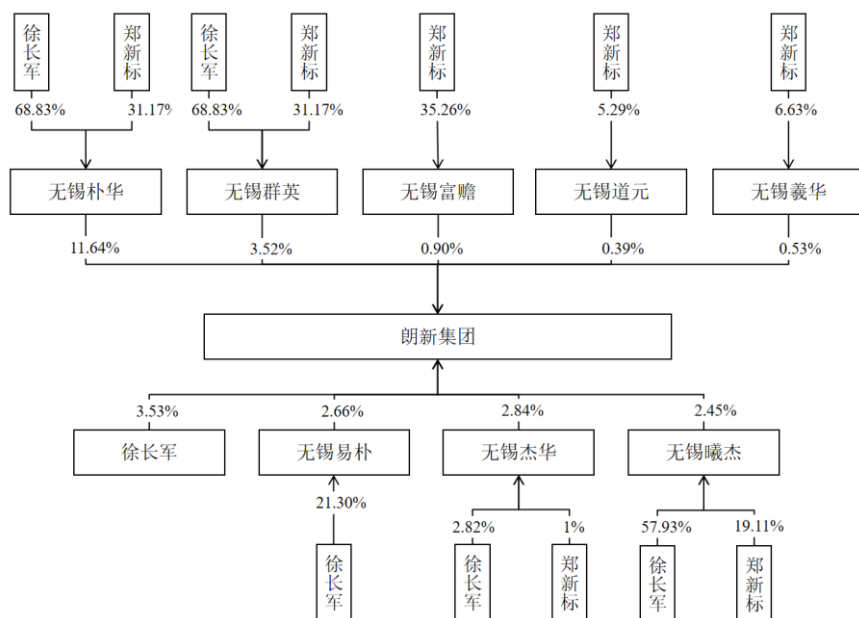 徐长军
郑新标
徐长军
郑新标
郑新标
郑新标
郑新标
68.83%
31.17%
68.83%
31.17%
35.26%
5.29%
6.63%
无锡朴华
无锡群英
无锡富赡
无锡道元
无锡羲华
11.64%
3.52%
0.90%
0.39%
0.53%
朗新集团
3.53%
2.66%
2.84%
2.45%
徐长军
无锡易朴
无锡杰华
无锡曦杰
21.30%
2.82%
1%
57.93%
19.11%
徐长军
徐长军
郑新标
徐长军
郑新标